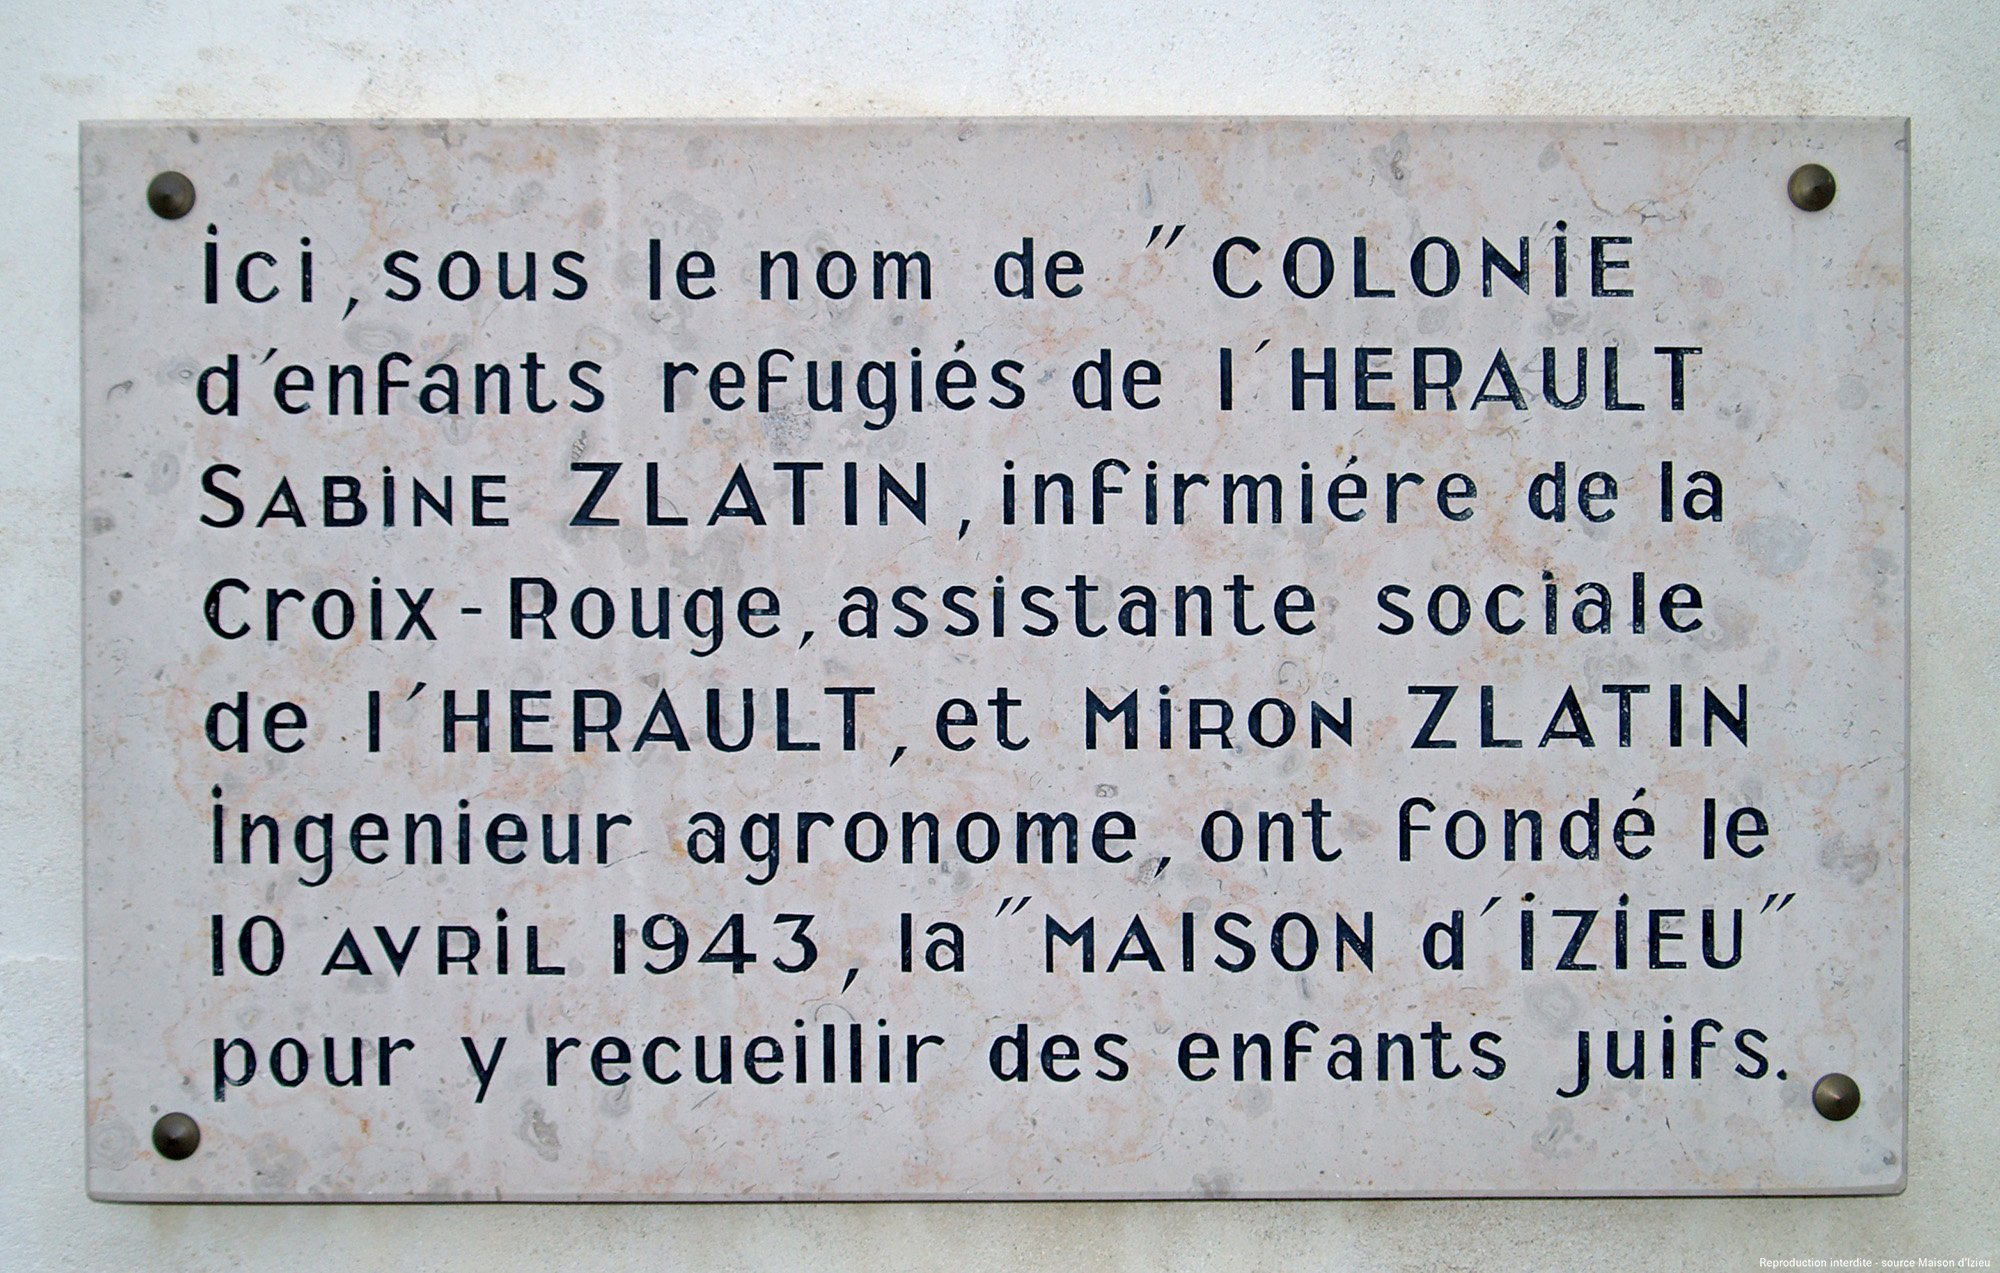 ici, sous le nom de "COLONiE
d'enfants refugiés de l'HERAULT
SABiNE ZLATIN, infirmiére de la
Croix-Rouge, assistante sociale
de l'HERAULT, et MiRON ZLATIN
ingenieur agronome, ont fondé le
10 AVRiL 1943, la "MAISON d'iZiEU"
pour y recueillir des enfants juifs.
Reproduction interdite - source Maison d'Izieu